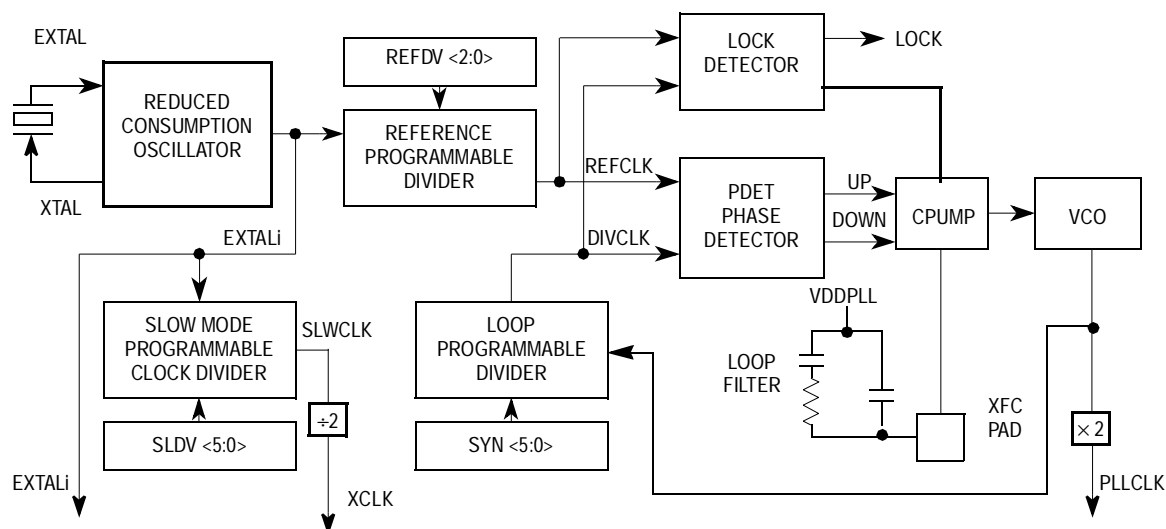 EXTAL
REDUCED
CONSUMPTION
OSCILLATOR
XTAL
REFDV <2:0>
REFERENCE
PROGRAMMABLE
DIVIDER
LOCK
DETECTOR
LOCK
REFCLK
DIVCLK
PDET
PHASE
DETECTOR
UP
DOWN
CPUMP
VCO
EXTALi
SLOW MODE
PROGRAMMABLE
CLOCK DIVIDER
SLWCLK
÷2
SLDV <5:0>
EXTALi
XCLK
LOOP
PROGRAMMABLE
DIVIDER
SYN <5:0>
VDDPLL
LOOP
FILTER
XFC
PAD
× 2
PLLCLK